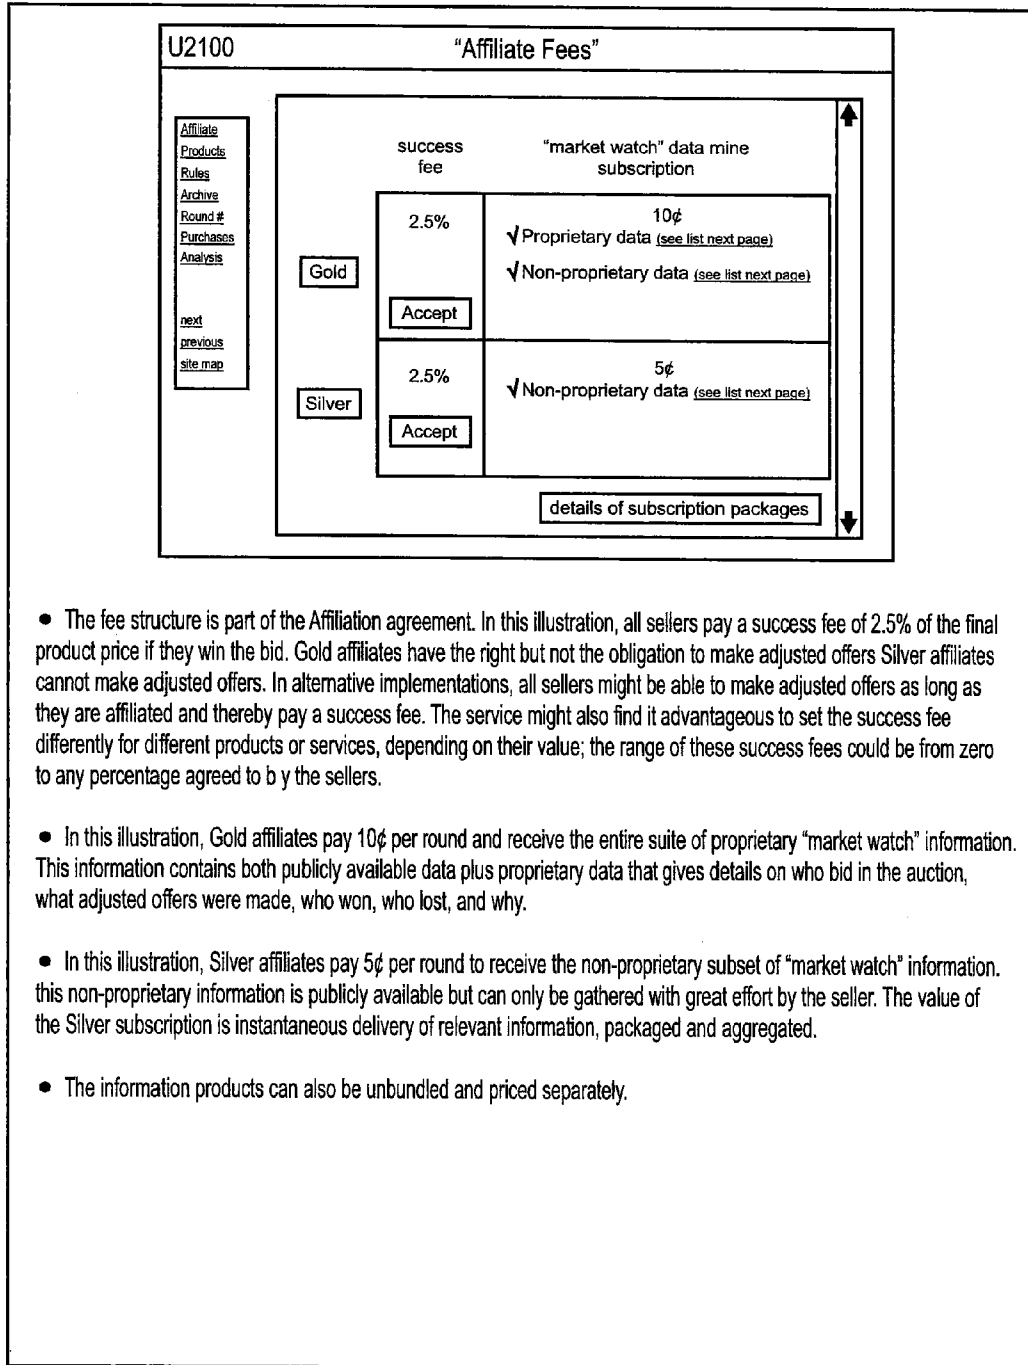 U2100
"Affiliate Fees"
Affiliate
Products
Rules
Archive
Round #
Purchases
Analysis
next
previous
site map
success
fee
"market watch" data mine
subscription
Gold
2.5%
Accept
10¢
√ Proprietary data (see list next page)
√ Non-proprietary data (see list next page)
Silver
2.5%
Accept
5¢
√ Non-proprietary data (see list next page)
details of subscription packages
• The fee structure is part of the Affiliation agreement. In this illustration, all sellers pay a success fee of 2.5% of the final
product price if they win the bid. Gold affiliates have the right but not the obligation to make adjusted offers Silver affiliates
cannot make adjusted offers. In alternative implementations, all sellers might be able to make adjusted offers as long as
they are affiliated and thereby pay a success fee. The service might also find it advantageous to set the success fee
differently for different products or services, depending on their value; the range of these success fees could be from zero
to any percentage agreed to b y the sellers.
• In this illustration, Gold affiliates pay 10¢ per round and receive the entire suite of proprietary "market watch" information.
This information contains both publicly available data plus proprietary data that gives details on who bid in the auction,
what adjusted offers were made, who won, who lost, and why.
• In this illustration, Silver affiliates pay 5¢ per round to receive the non-proprietary subset of "market watch" information.
this non-proprietary information is publicly available but can only be gathered with great effort by the seller. The value of
the Silver subscription is instantaneous delivery of relevant information, packaged and aggregated.
• The information products can also be unbundled and priced separately.